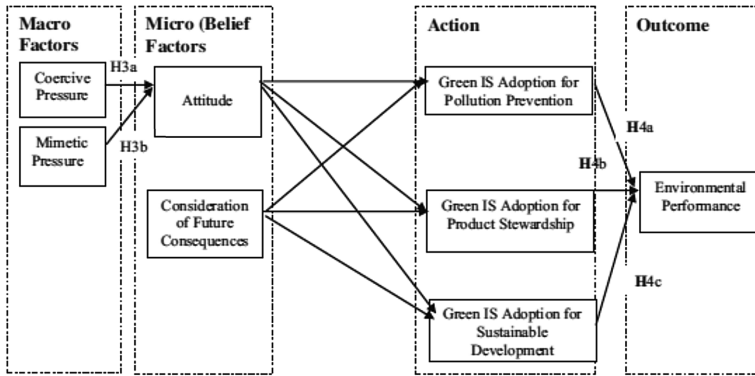 Macro
Factors
Coercive
Pressure
Mimetic
Pressure
H3a
H3b
Micro (Belief
Factors
Attitude
Consideration
of Future
Consequences
Action
Green IS Adoption for
Pollution Prevention
Green IS Adoption for
Product Stewardship
Green IS Adoption for
Sustainable
Development
H4a
H4b
H4c
Outcome
Environmental
Performance